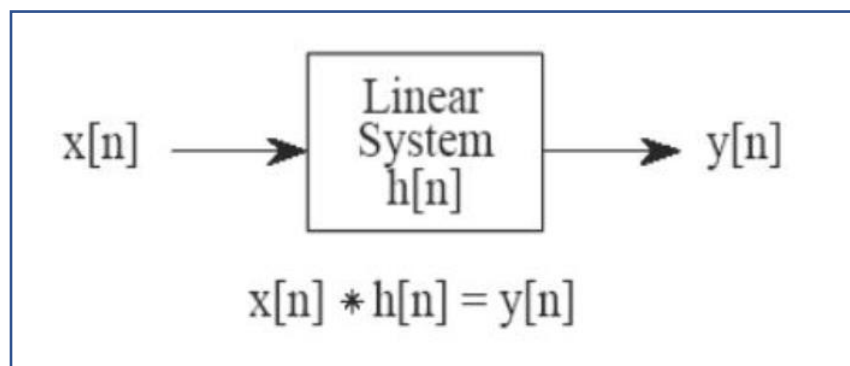 x[n]
Linear
System
h[n]
y[n]
x[n] * h[n] = y[n]